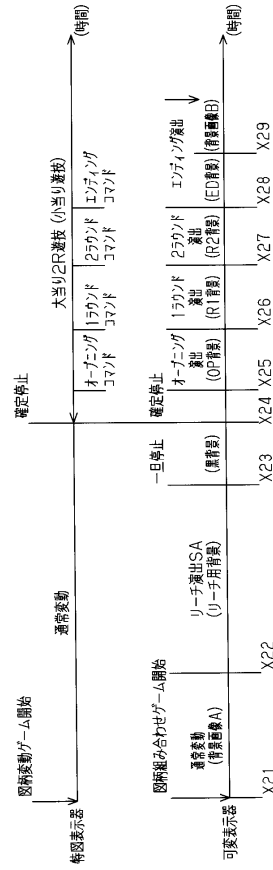 図柄変動ゲーム開始
確定停止
通常変動
大当り2R遊技(小当り遊技)
特図表示器
オープニング
コマンド
1ラウンド
コマンド
2ラウンド
コマンド
エンディング
コマンド
(時間)
図柄組み合わせゲーム開始
一旦停止
確定停止
通常変動
(背景画像A)
リーチ演出SA
(リーチ用背景)
(黒背景)
オープニング
演出
(OP背景)
1ラウンド
演出
(R1背景)
2ラウンド
演出
(R2背景)
エンディング演出
(ED背景)
(背景画像B)
可変表示器
(時間)
X21
X22
X23
X24
X25
X26
X27
X28
X29